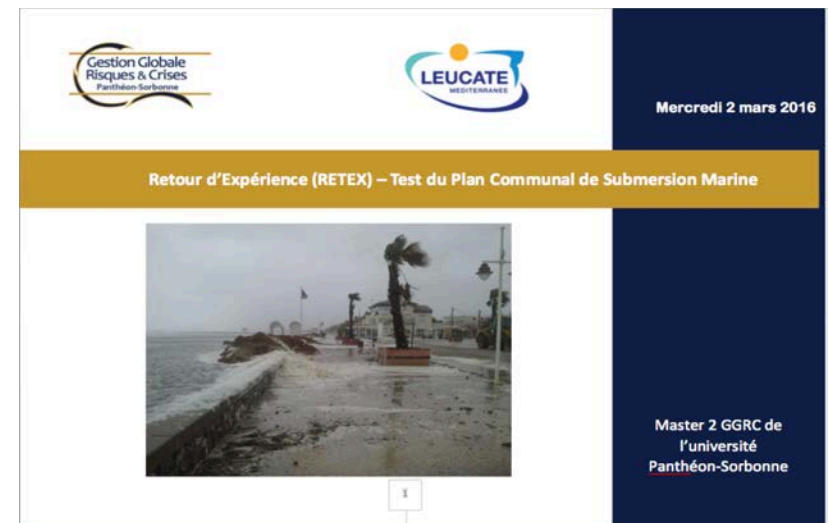 Gestion Globale
Risques & Crises
Panthéon-Sorbonne
LEUCATE
MEDITERRANEE
Mercredi 2 mars 2016
Retour d'Expérience (RETEX) – Test du Plan Communal de Submersion Marine
Master 2 GGRC de
l'université
Panthéon-Sorbonne
1